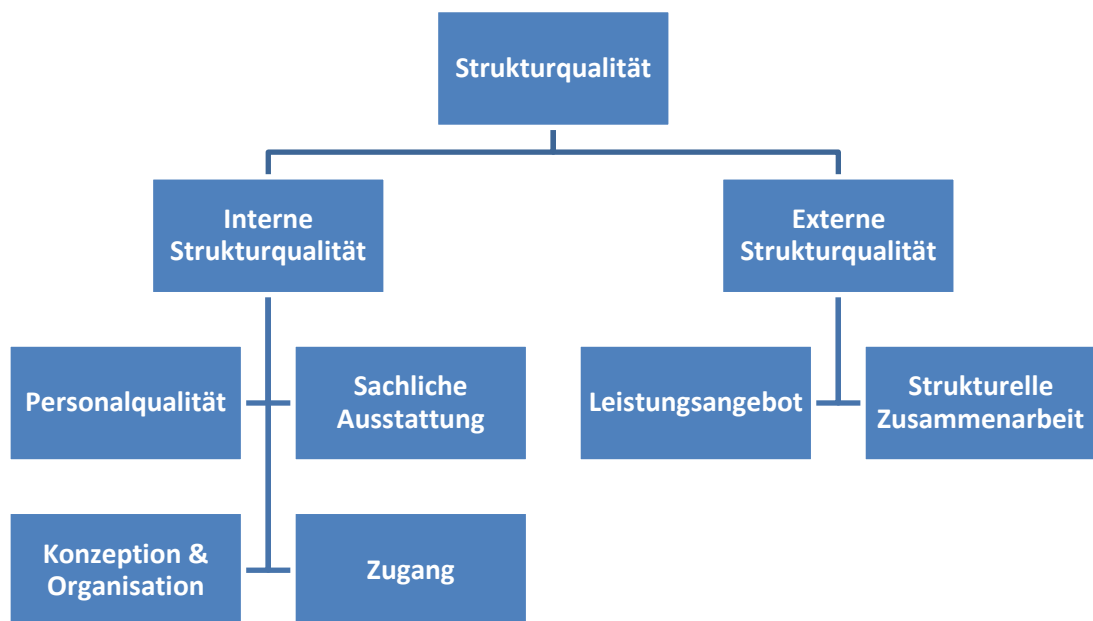 Strukturqualität
Interne
Strukturqualität
Externe
Strukturqualität
Personalqualität
Sachliche
Ausstattung
Leistungsangebot
Strukturelle
Zusammenarbeit
Konzeption &
Organisation
Zugang